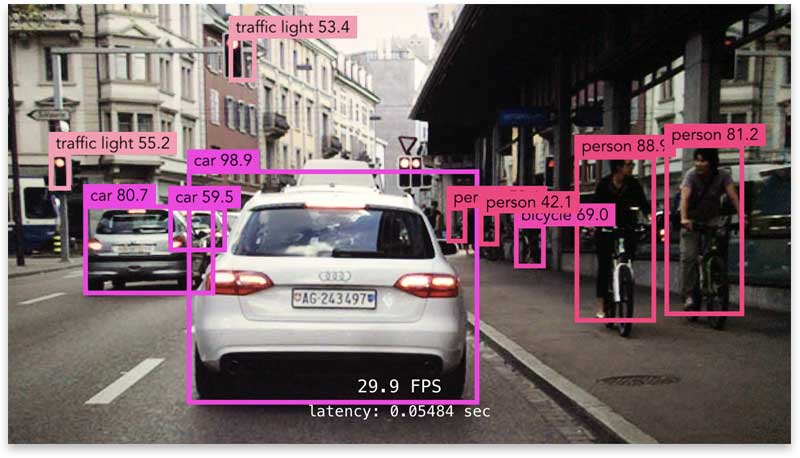 traffic light 53.4
traffic light 55.2
car 98.9
person 88.9
person 81.2
car 80.7
car 59.5
person 42.1
bicycle 69.0
AG·243497
29.9 FPS
latency: 0.05484 sec